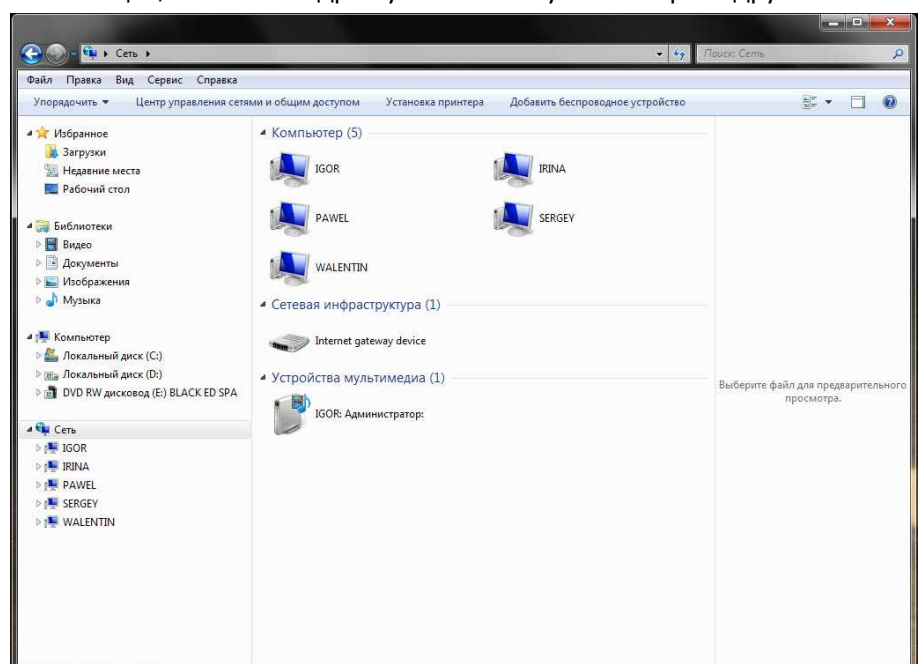 Сеть
Поиск: Сеть
Файл Правка Вид Сервис Справка
Упорядочить Центр управления сетями и общим доступом Установка принтера Добавить беспроводное устройство
Избранное
Загрузки
Недавние места
Рабочий стол
Библиотеки
Видео
Документы
Изображения
Музыка
Компьютер
Локальный диск (C:)
Локальный диск (D:)
DVD RW дисковод (E:) BLACK ED SPA
Сеть
IGOR
IRINA
PAWEL
SERGEY
WALENTIN
Компьютер (5)
IGOR
IRINA
PAWEL
SERGEY
WALENTIN
Сетевая инфраструктура (1)
Internet gateway device
Устройства мультимедиа (1)
IGOR: Администратор:
Выберите файл для предварительного
просмотра.